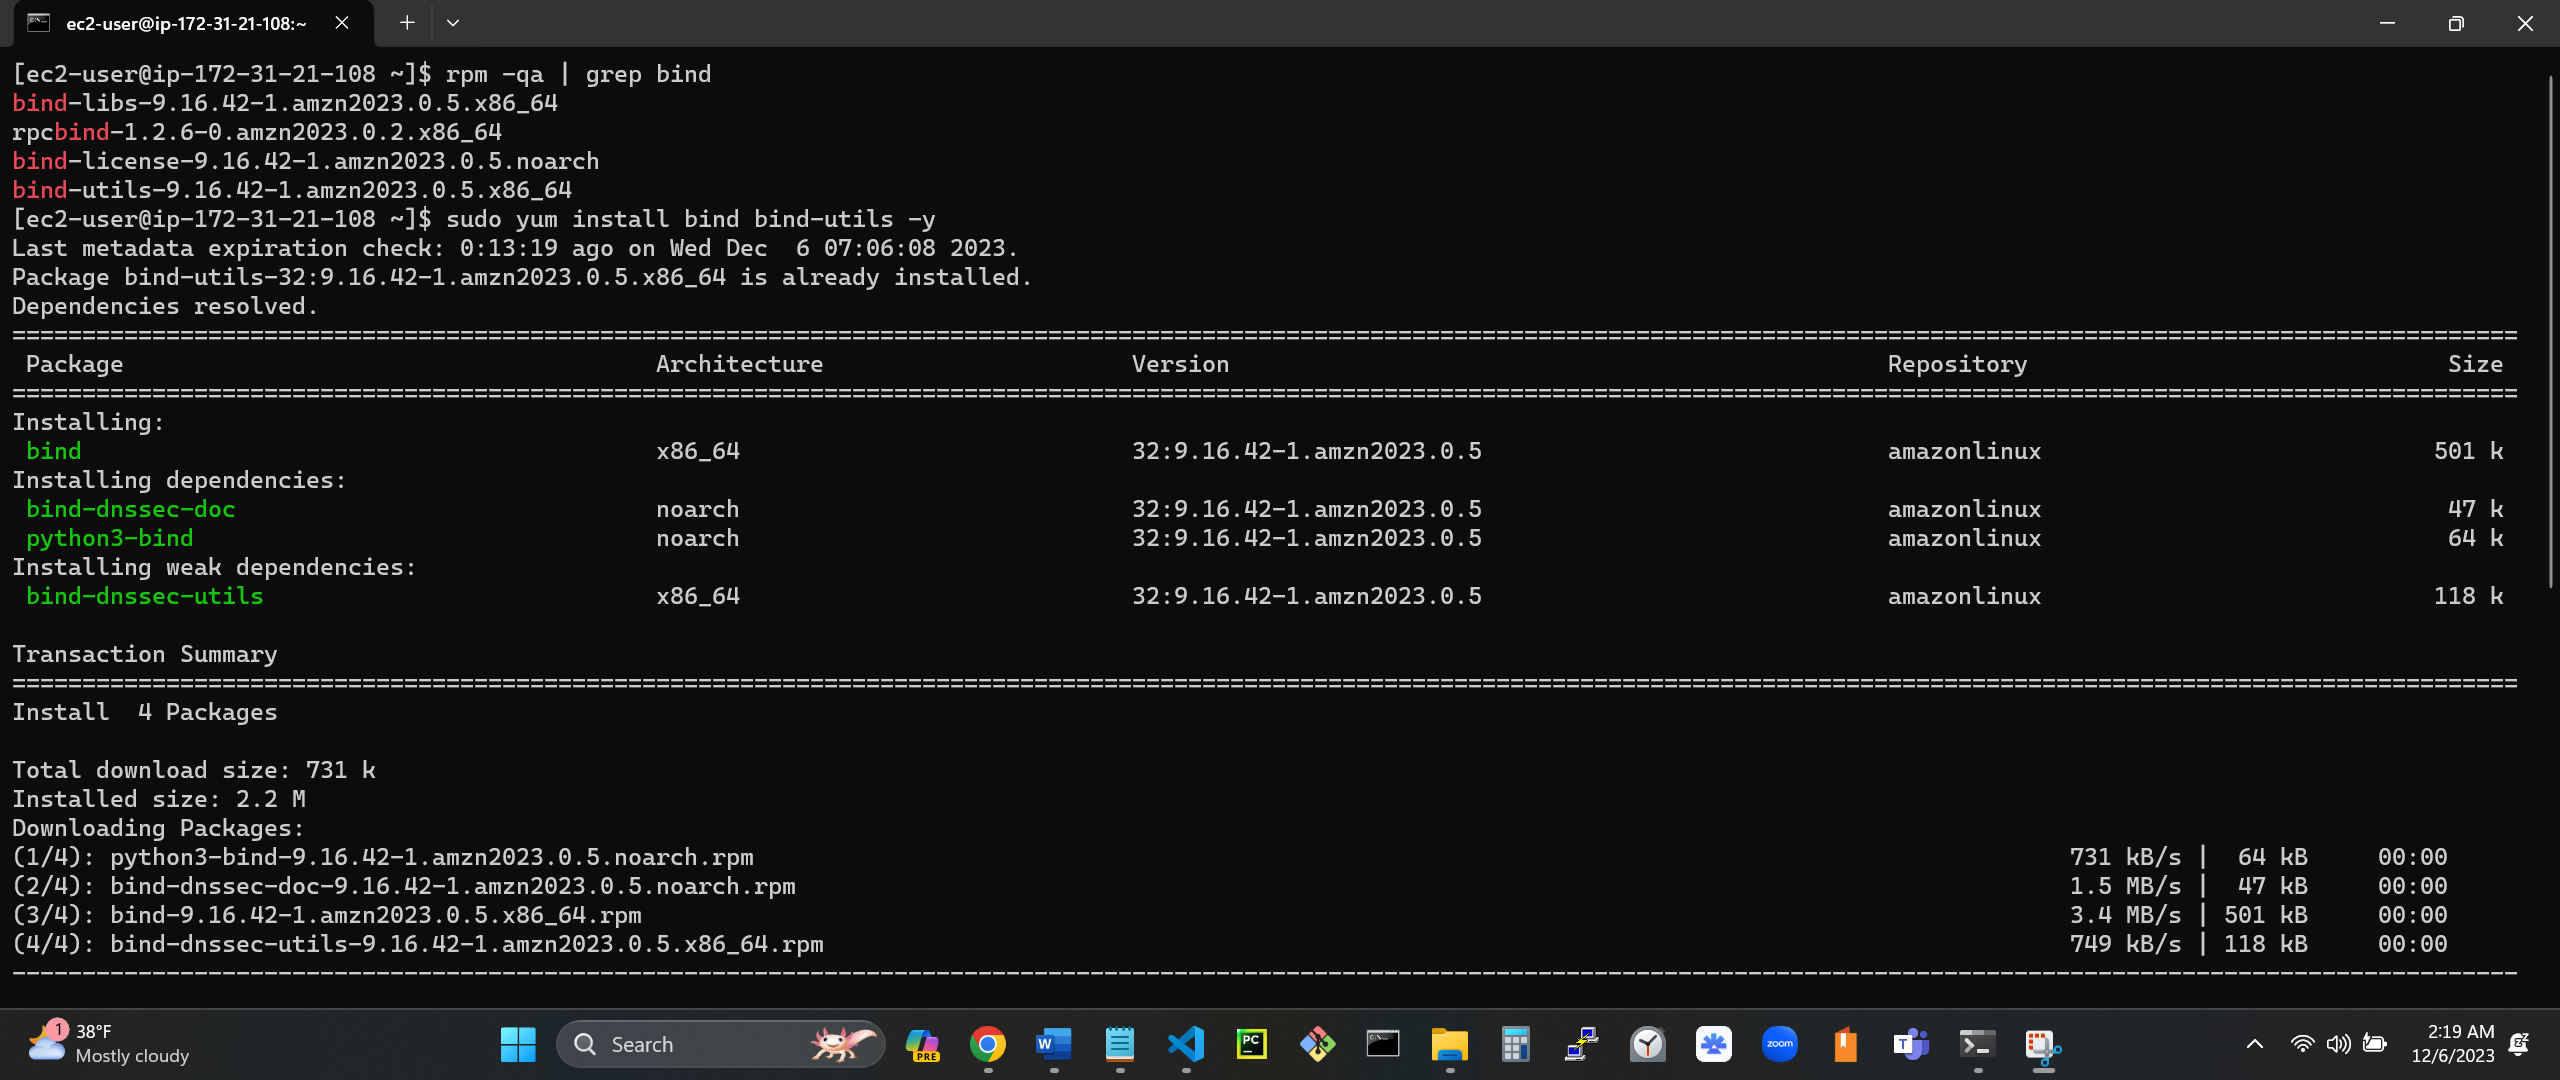 ec2-user@ip-172-31-21-108:~
[ec2-user@ip-172-31-21-108 ~]$ rpm -qa | grep bind
bind-libs-9.16.42-1.amzn2023.0.5.x86_64
rpcbind-1.2.6-0.amzn2023.0.2.x86_64
bind-license-9.16.42-1.amzn2023.0.5.noarch
bind-utils-9.16.42-1.amzn2023.0.5.x86_64
[ec2-user@ip-172-31-21-108 ~]$ sudo yum install bind bind-utils -y
Last metadata expiration check: 0:13:19 ago on Wed Dec  6 07:06:08 2023.
Package bind-utils-32:9.16.42-1.amzn2023.0.5.x86_64 is already installed.
Dependencies resolved.
Package Architecture Version Repository Size
Installing:
bind x86_64 32:9.16.42-1.amzn2023.0.5 amazonlinux 501 k
Installing dependencies:
bind-dnssec-doc noarch 32:9.16.42-1.amzn2023.0.5 amazonlinux 47 k
python3-bind noarch 32:9.16.42-1.amzn2023.0.5 amazonlinux 64 k
Installing weak dependencies:
bind-dnssec-utils x86_64 32:9.16.42-1.amzn2023.0.5 amazonlinux 118 k
Transaction Summary
Install  4 Packages
Total download size: 731 k
Installed size: 2.2 M
Downloading Packages:
(1/4): python3-bind-9.16.42-1.amzn2023.0.5.noarch.rpm 731 kB/s |  64 kB 00:00
(2/4): bind-dnssec-doc-9.16.42-1.amzn2023.0.5.noarch.rpm 1.5 MB/s |  47 kB 00:00
(3/4): bind-9.16.42-1.amzn2023.0.5.x86_64.rpm 3.4 MB/s | 501 kB 00:00
(4/4): bind-dnssec-utils-9.16.42-1.amzn2023.0.5.x86_64.rpm 749 kB/s | 118 kB 00:00
1 38°F
Mostly cloudy
Search
PRE
W
PC
zoom
T
2:19 AM
12/6/2023